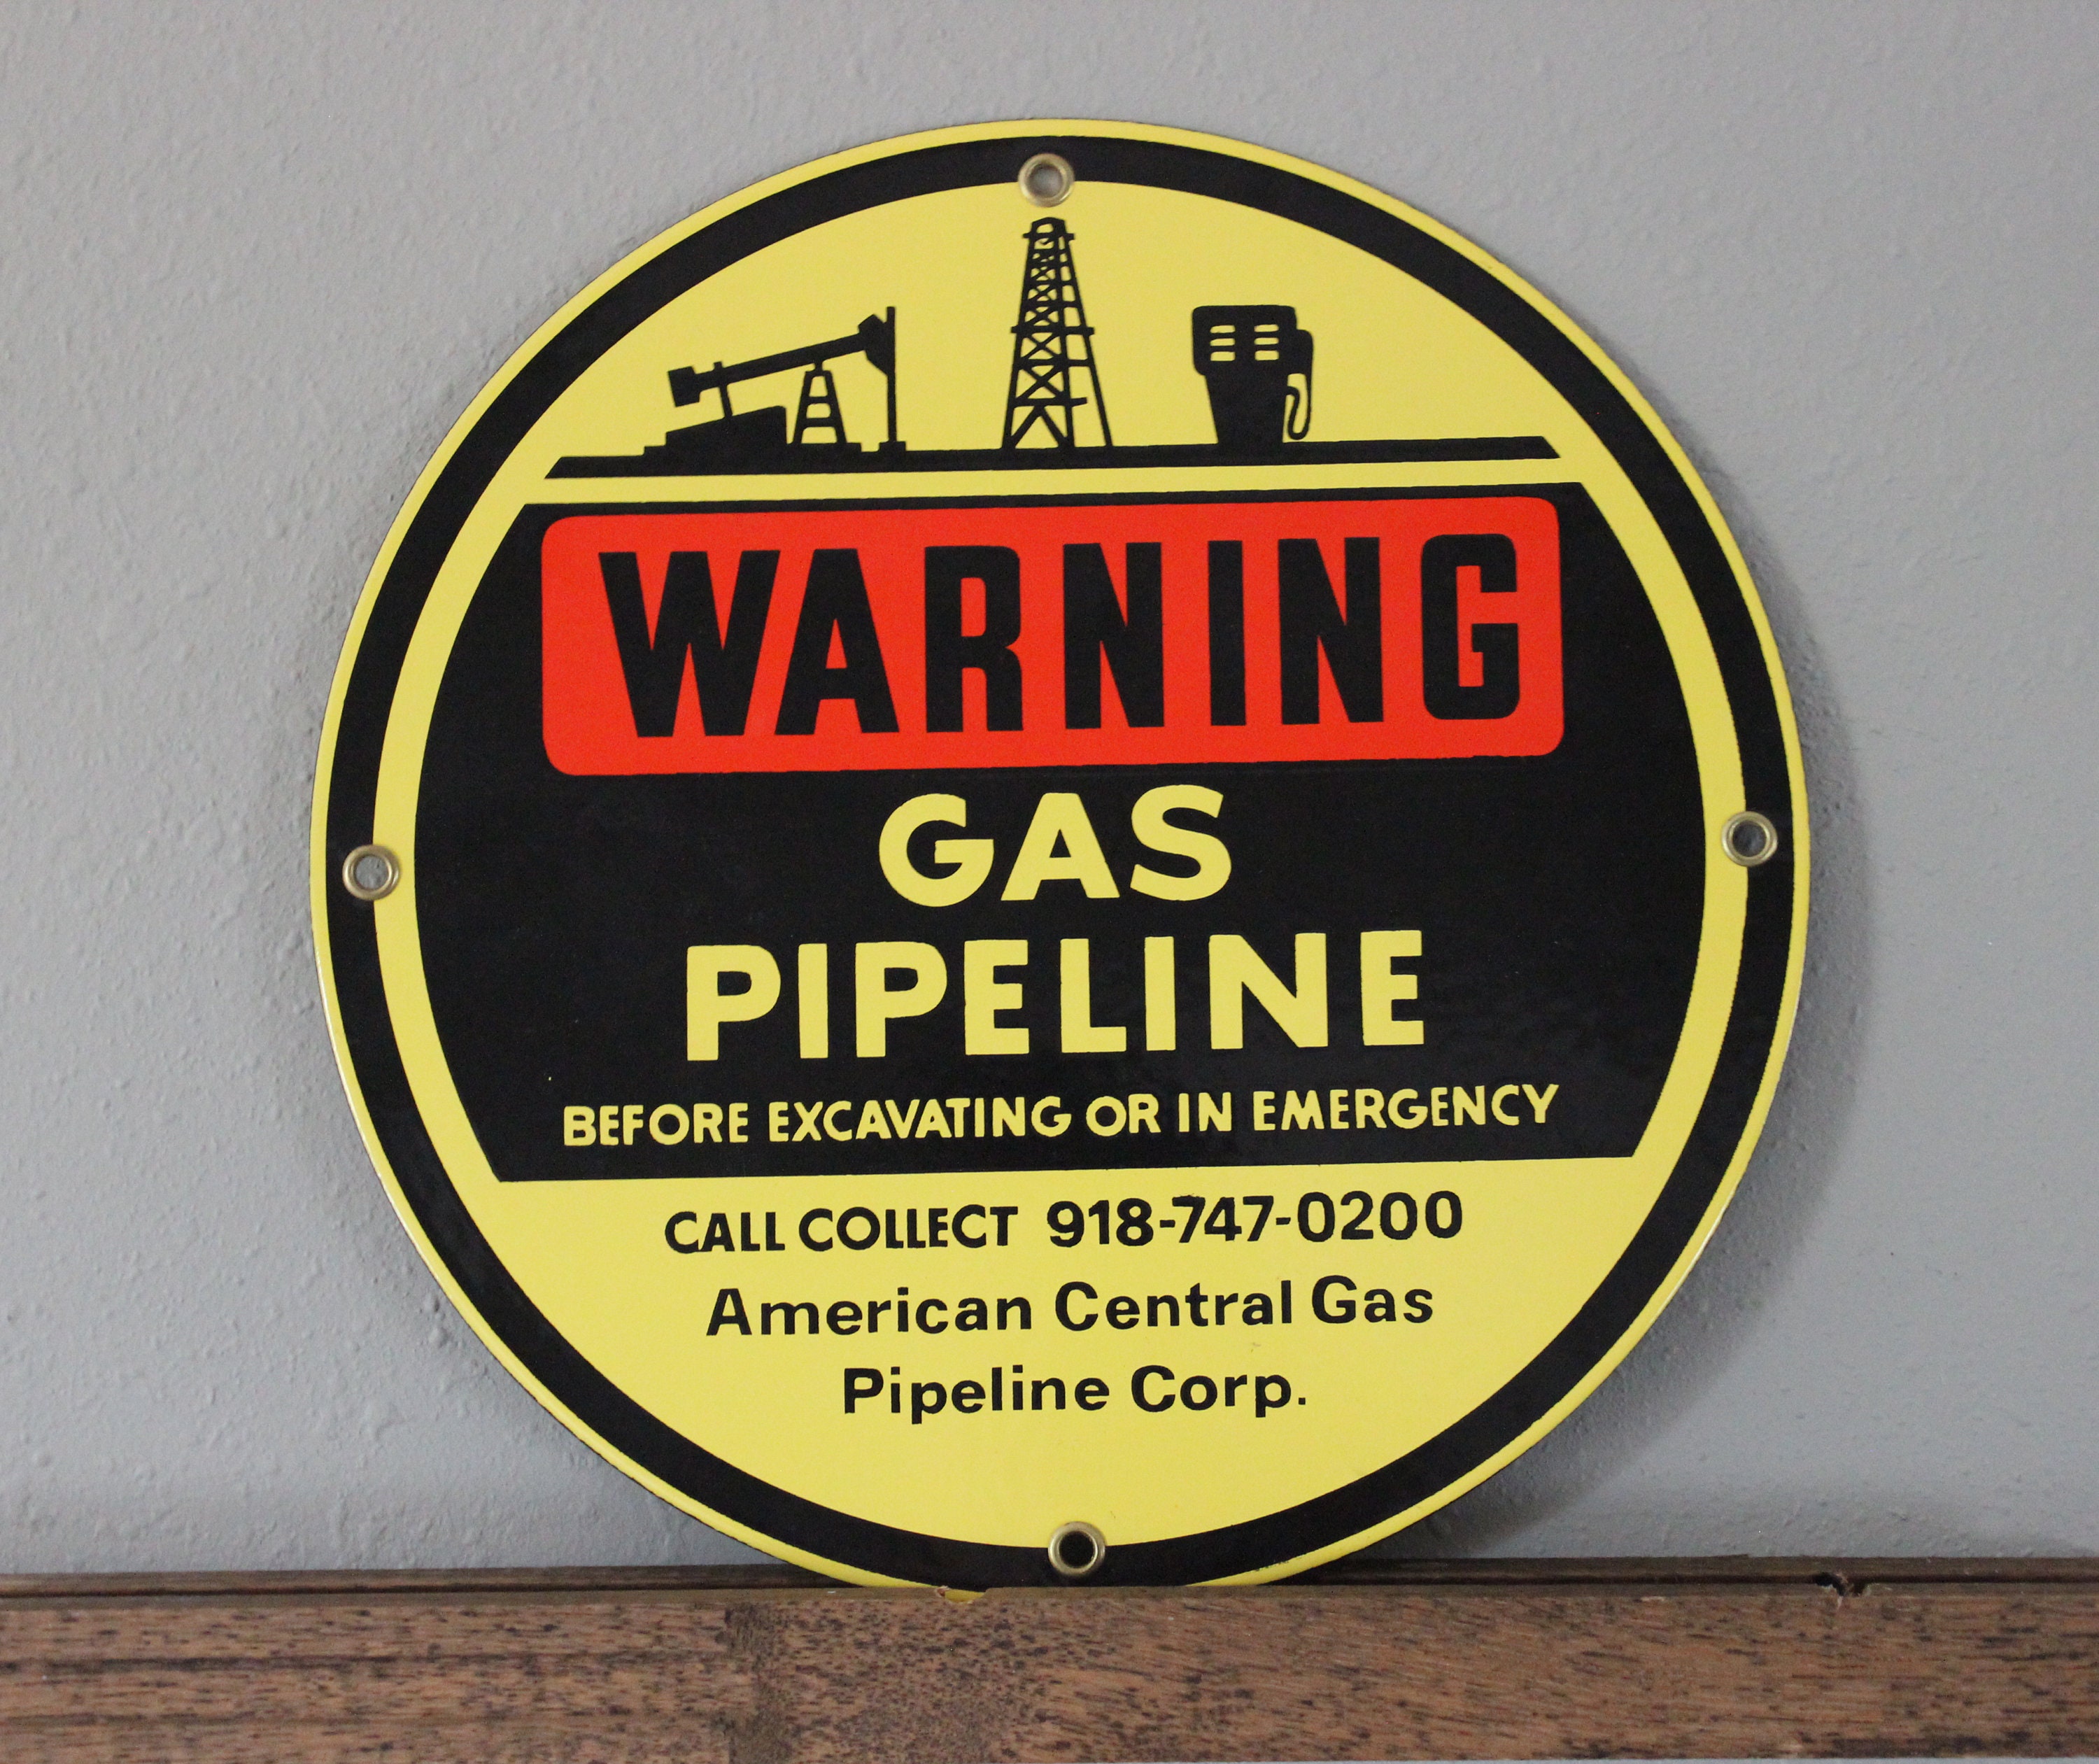 WARNING
GAS
PIPELINE
BEFORE EXCAVATING OR IN EMERGENCY
CALL COLLECT 918-747-0200
American Central Gas
Pipeline Corp.